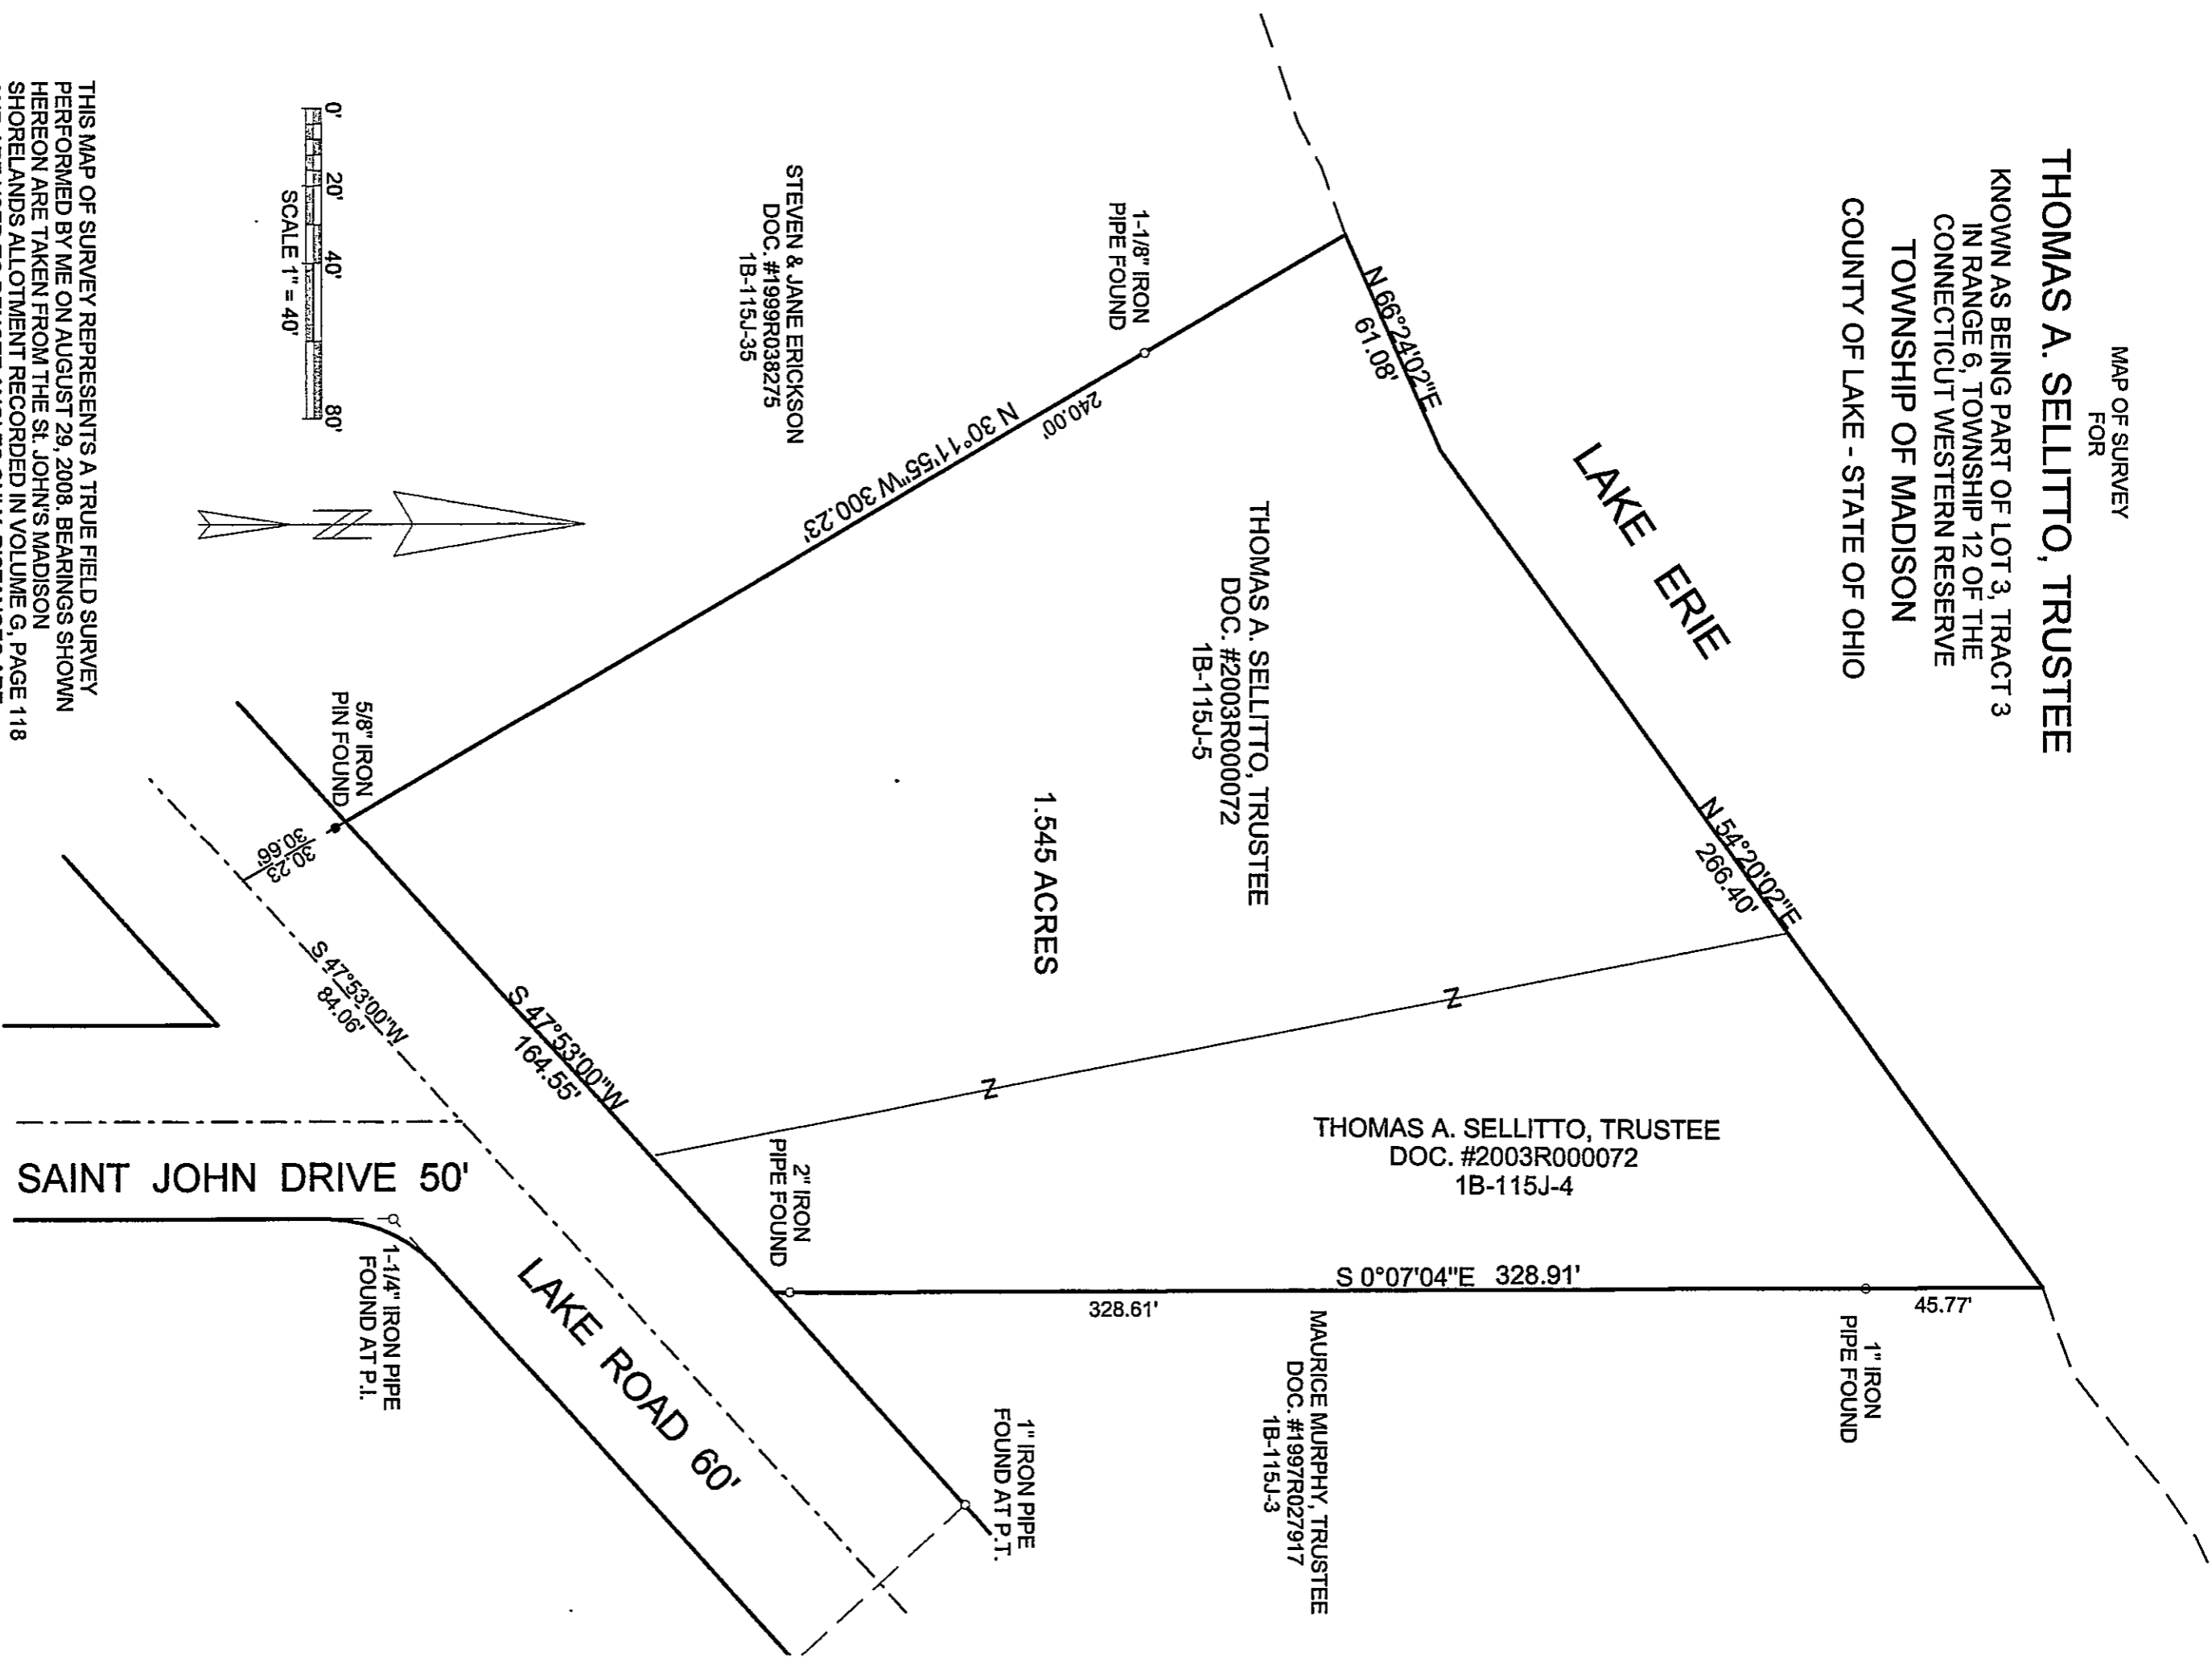 MAP OF SURVEY
FOR
THOMAS A. SELLITTO, TRUSTEE
KNOWN AS BEING PART OF LOT 3, TRACT 3
IN RANGE 6, TOWNSHIP 12 OF THE
CONNECTICUT WESTERN RESERVE
TOWNSHIP OF MADISON
COUNTY OF LAKE - STATE OF OHIO
LAKE ERIE
N 66°24'02"E
61.08'
N 54°20'02"E
266.40'
1-1/8" IRON
PIPE FOUND
240.00'
N 30°11'55"W 300.23'
STEVEN & JANE ERICKSON
DOC. #1999R038275
1B-115J-35
THOMAS A. SELLITTO, TRUSTEE
DOC. #2003R000072
1B-115J-5
1.545 ACRES
Z
Z
THOMAS A. SELLITTO, TRUSTEE
DOC. #2003R000072
1B-115J-4
S 0°07'04"E 328.91'
328.61'
45.77'
1" IRON
PIPE FOUND
MAURICE MURPHY, TRUSTEE
DOC. #1997R027917
1B-115J-3
2" IRON
PIPE FOUND
1" IRON PIPE
FOUND AT P.T.
S 47°53'00"W
164.55'
5/8" IRON
PIN FOUND
30.23
30.66
S 47°53'00"W
84.06'
LAKE ROAD 60'
SAINT JOHN DRIVE 50'
1-1/4" IRON PIPE
FOUND AT P.I.
N
0' 20' 40' 80'
SCALE 1" = 40'
THIS MAP OF SURVEY REPRESENTS A TRUE FIELD SURVEY
PERFORMED BY ME ON AUGUST 29, 2008. BEARINGS SHOWN
HEREON ARE TAKEN FROM THE St. JOHN'S MADISON
SHORELANDS ALLOTMENT RECORDED IN VOLUME G, PAGE 118